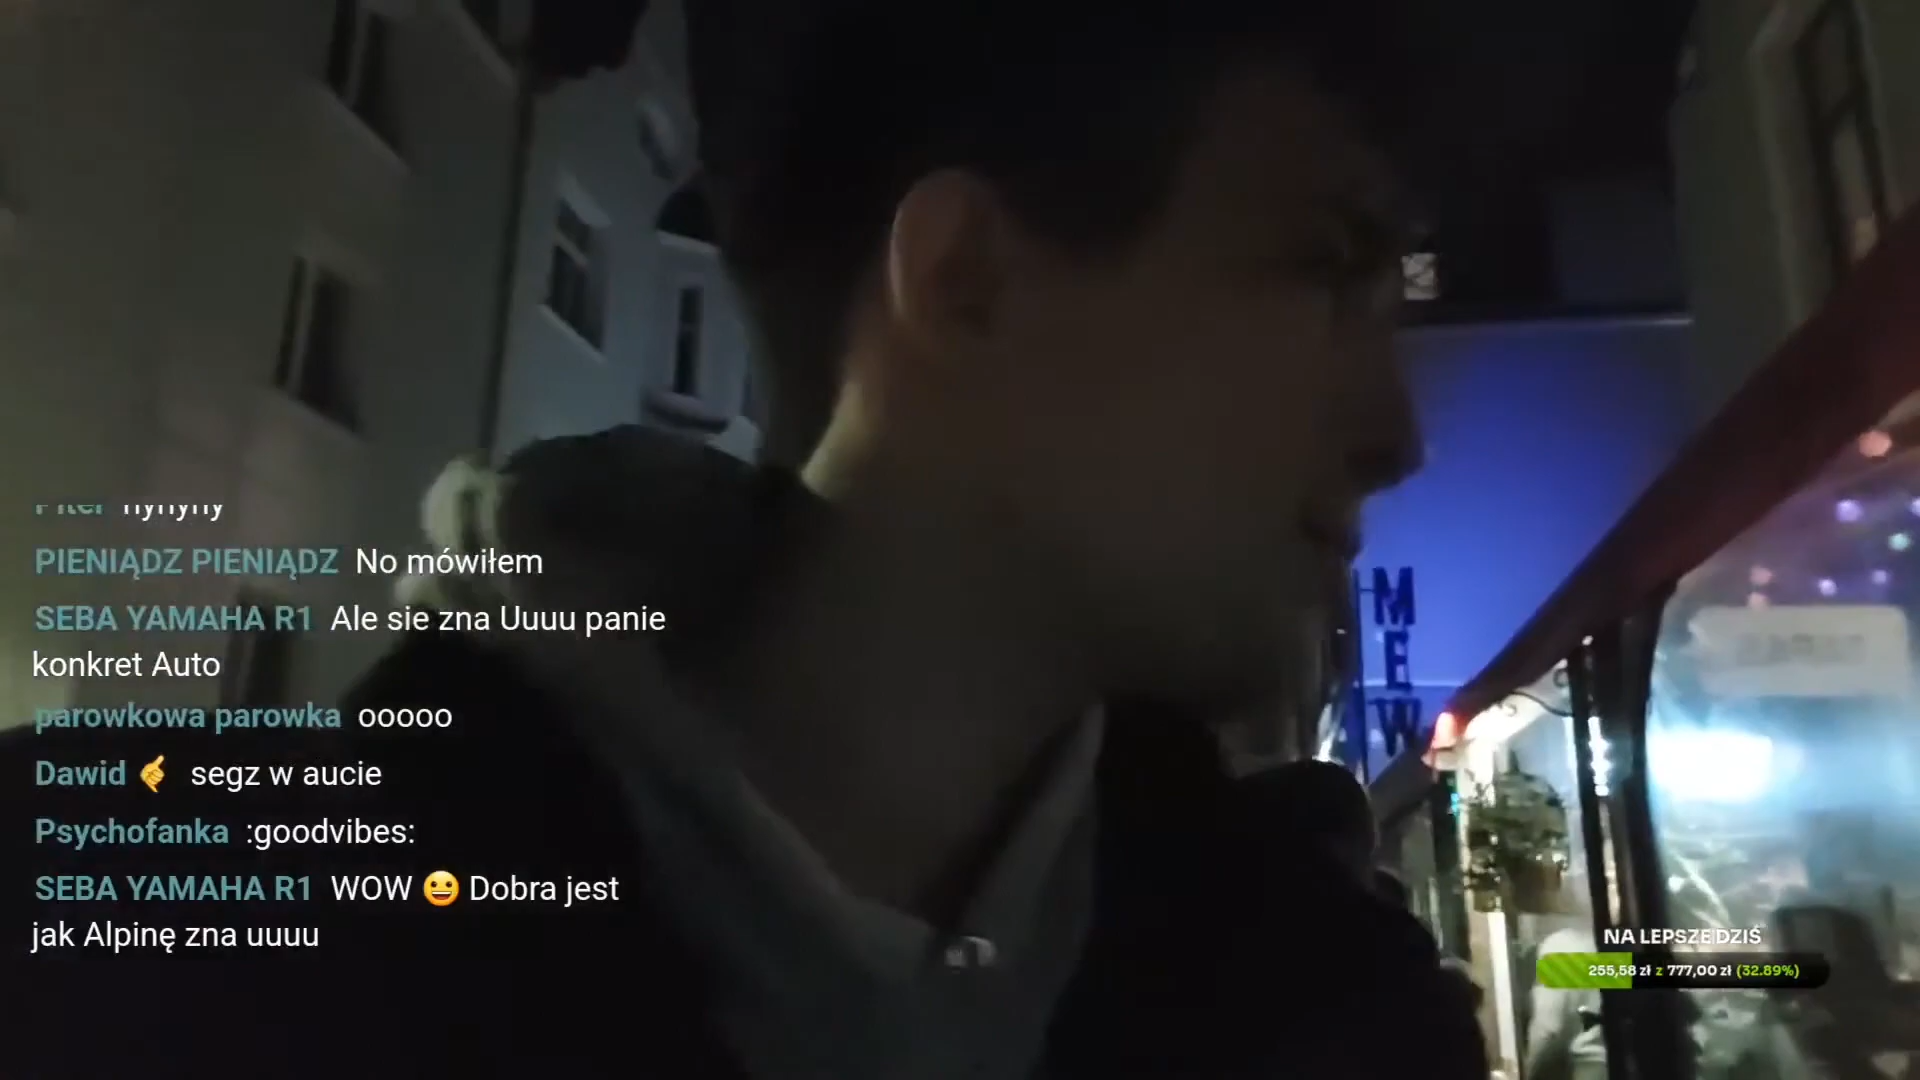 PIENIĄDZ PIENIĄDZ No mówiłem
SEBA YAMAHA R1 Ale sie zna Uuuu panie
konkret Auto
parowkowa parowka ooooo
Dawid 🤙 segz w aucie
Psychofanka :goodvibes:
SEBA YAMAHA R1 WOW 😀 Dobra jest
jak Alpinę zna uuuu
MEW
NA LEPSZE DZIŚ
255,58 zł z 777,00 zł (32.89%)